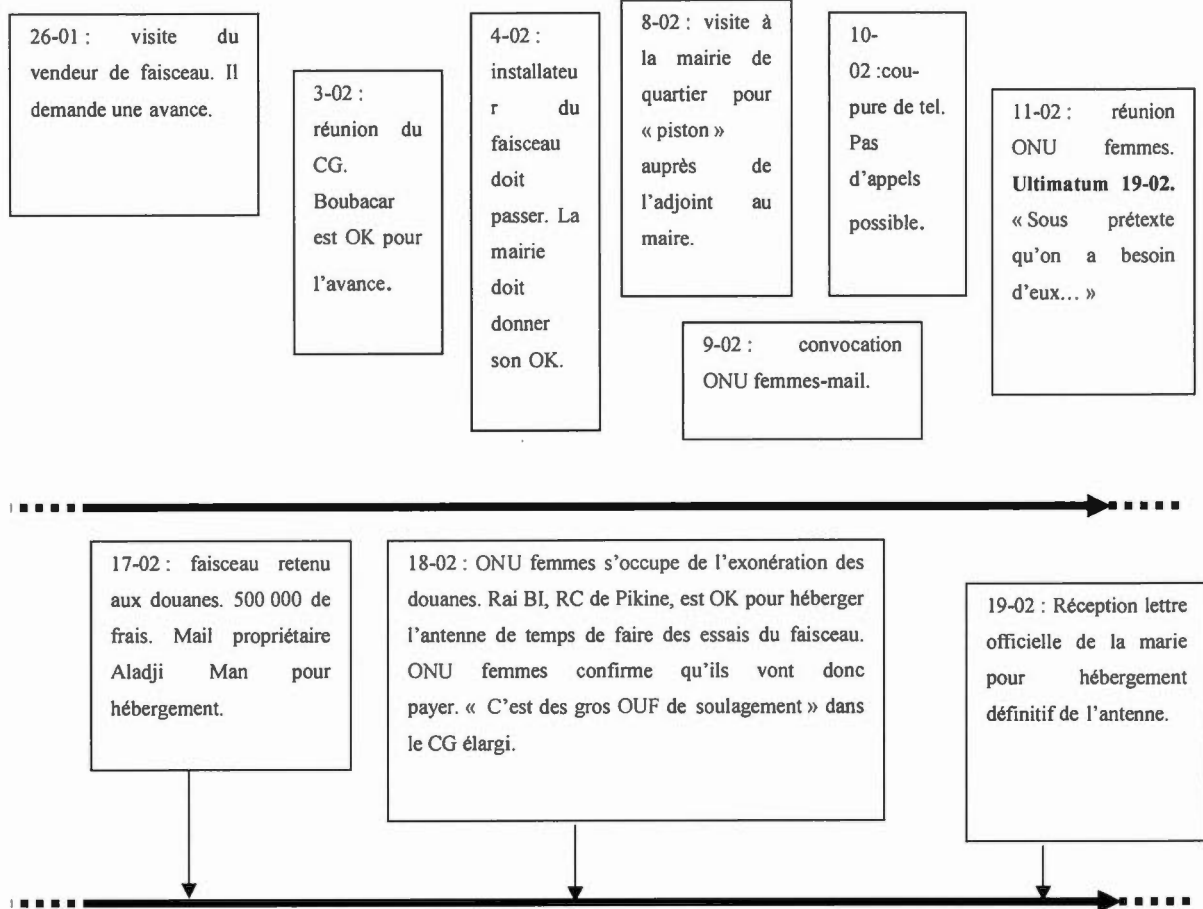 26-01 : visite du
vendeur de faisceau. Il
demande une avance.
3-02 :
réunion du
CG.
Boubacar
est OK pour
l'avance.
4-02 :
installateu
r du
faisceau
doit
passer. La
mairie
doit
donner
son OK.
8-02 : visite à
la mairie de
quartier pour
« piston »
auprès de
l'adjoint au
maire.
9-02 : convocation
ONU femmes-mail.
10-
02 :cou-
pure de tel.
Pas
d'appels
possible.
11-02 : réunion
ONU femmes.
Ultimatum 19-02.
« Sous prétexte
qu'on a besoin
d'eux… »
17-02 : faisceau retenu
aux douanes. 500 000 de
frais. Mail propriétaire
Aladji Man pour
hébergement.
18-02 : ONU femmes s'occupe de l'exonération des
douanes. Rai BI, RC de Pikine, est OK pour héberger
l'antenne de temps de faire des essais du faisceau.
ONU femmes confirme qu'ils vont donc
payer. « C'est des gros OUF de soulagement » dans
le CG élargi.
19-02 : Réception lettre
officielle de la marie
pour hébergement
définitif de l'antenne.